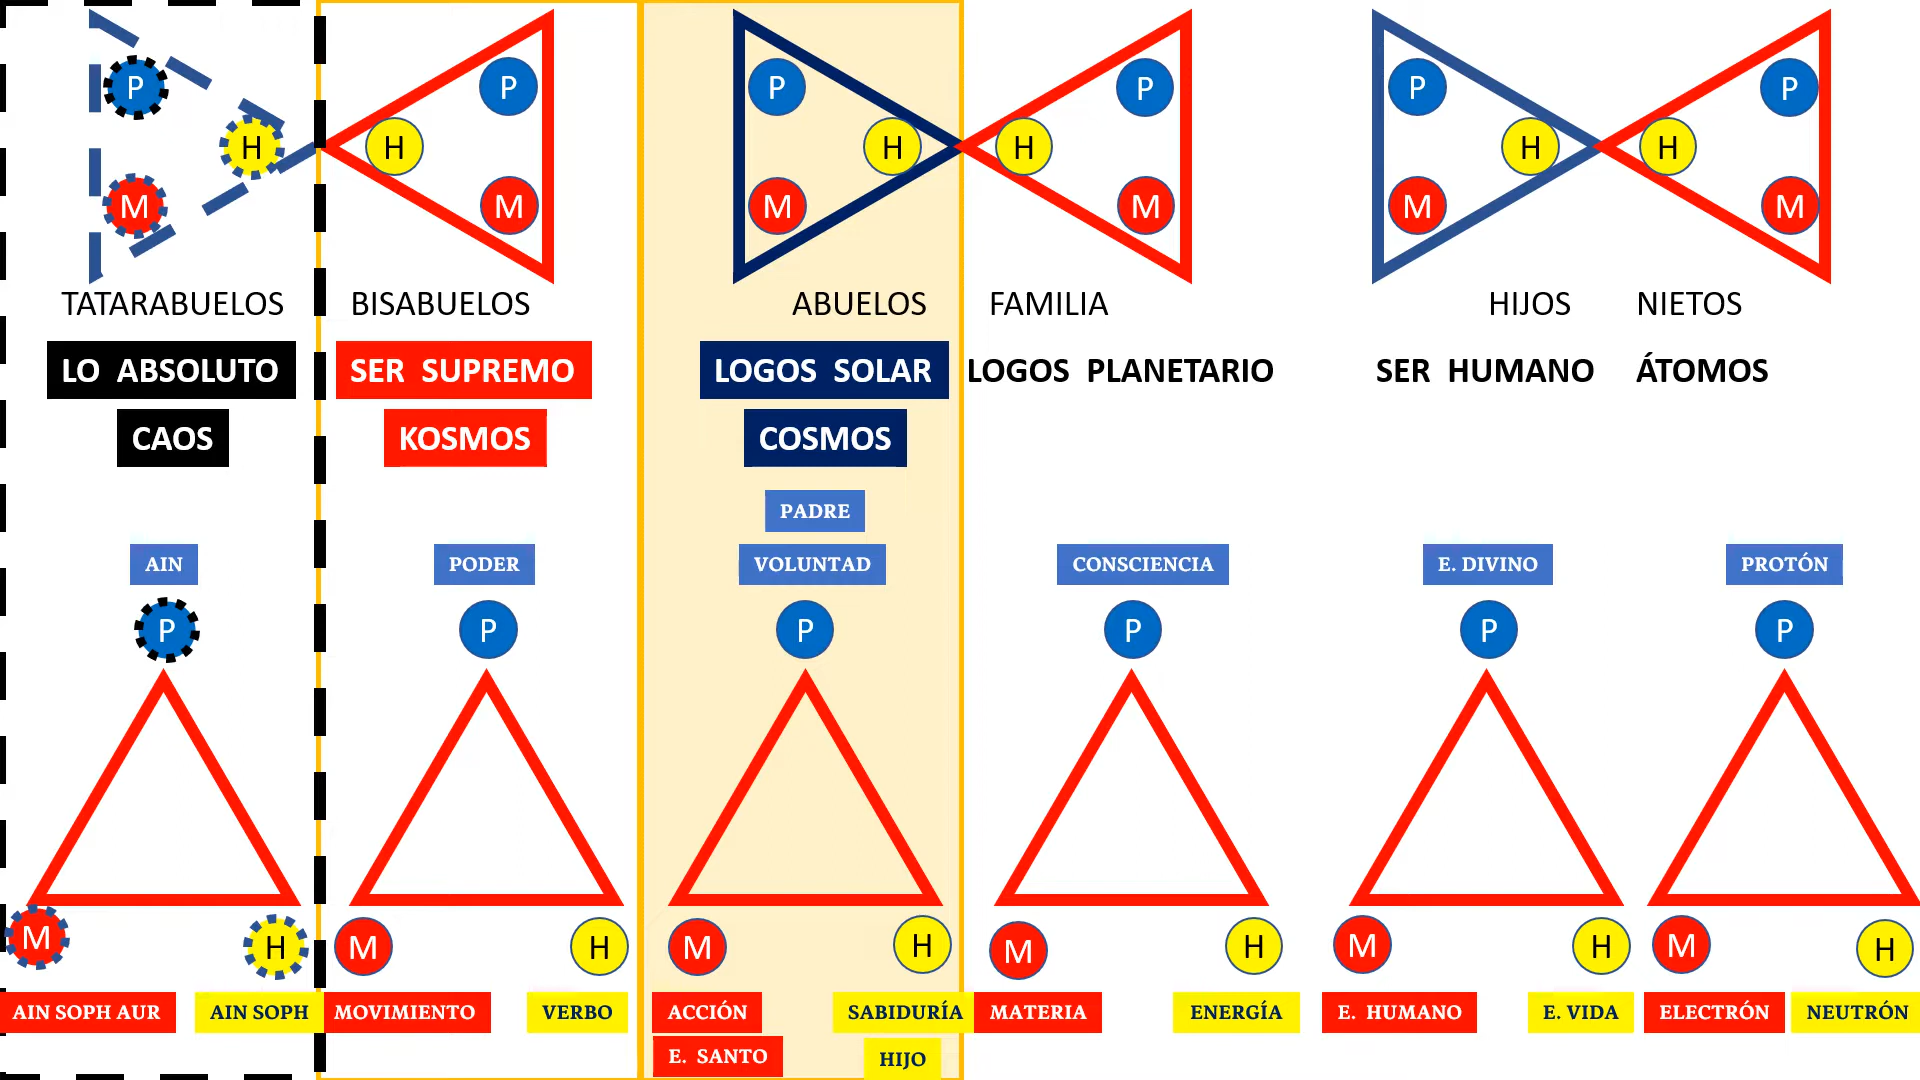 P P P P P P
H H H H H H
M M M M M M
TATARABUELOS BISABUELOS ABUELOS FAMILIA HIJOS NIETOS
LO ABSOLUTO SER SUPREMO LOGOS SOLAR LOGOS PLANETARIO SER HUMANO ÁTOMOS
CAOS KOSMOS COSMOS
PADRE
AIN PODER VOLUNTAD CONSCIENCIA E. DIVINO PROTÓN
P P P P P P
M H M H M H M H M H M H
AIN SOPH AUR AIN SOPH MOVIMIENTO VERBO ACCIÓN SABIDURÍA MATERIA ENERGÍA E. HUMANO E. VIDA ELECTRÓN NEUTRÓN
E. SANTO HIJO